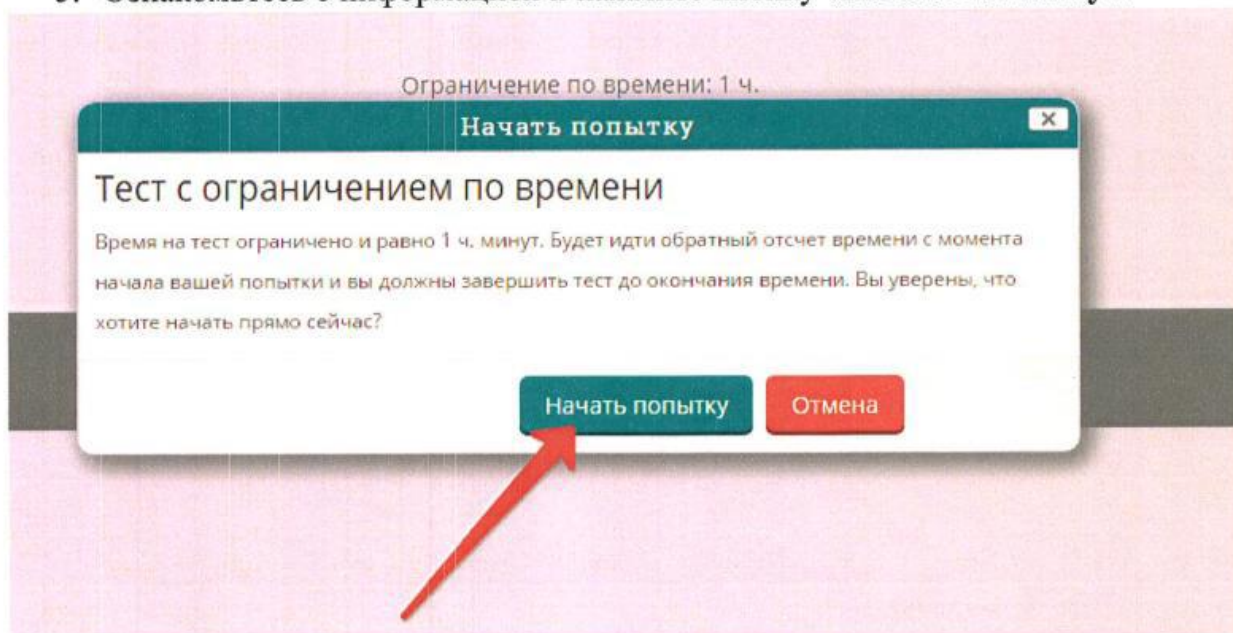 Ограничение по времени: 1 ч.
Начать попытку
Тест с ограничением по времени
Время на тест ограничено и равно 1 ч. минут. Будет идти обратный отсчет времени с момента
начала вашей попытки и вы должны завершить тест до окончания времени. Вы уверены, что
хотите начать прямо сейчас?
Начать попытку
Отмена